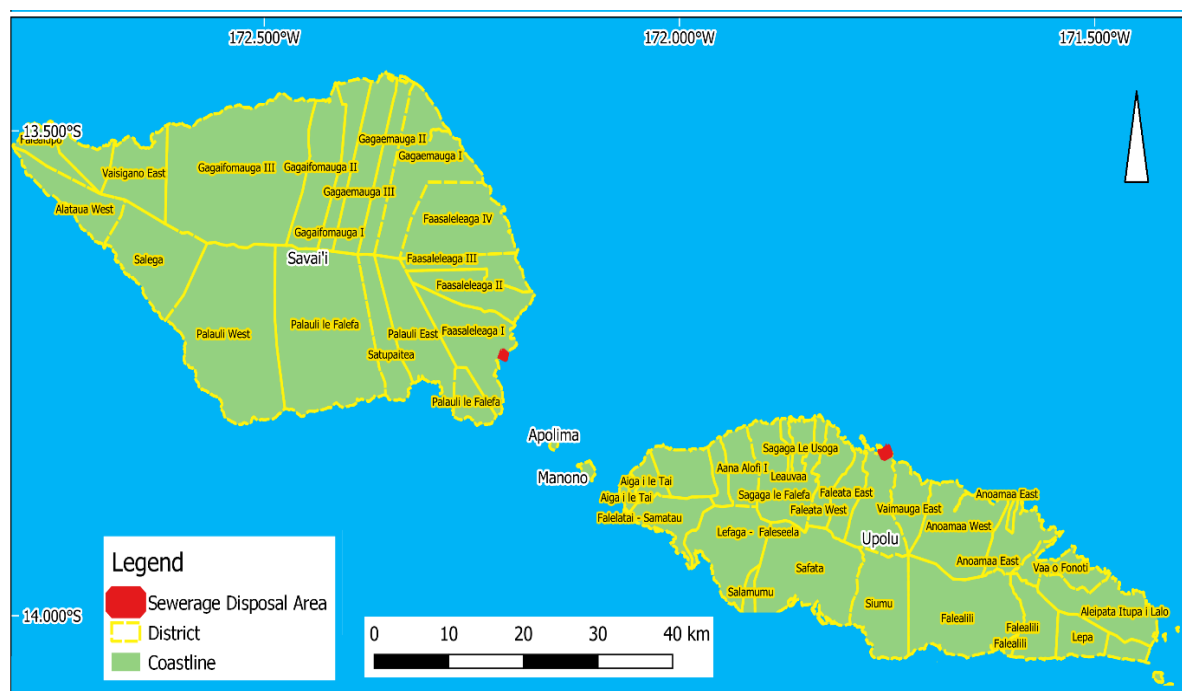 172.500°W
172.000°W
171.500°W
13.500°S
Falealupo
Gagaemauga II
Gagaemauga I
Vaisigano East
Gagaifomauga III
Gagaifomauga II
Gagaemauga III
Alataua West
Faasaleleaga IV
Gagaifomauga I
Salega
Savai'i
Faasaleleaga III
Faasaleleaga II
Palauli West
Palauli le Falefa
Palauli East
Faasaleleaga I
Satupaitea
Palauli le Falefa
Apolima
Manono
Sagaga Le Usoga
Aana Alofi I
Leauvaa
Aiga i le Tai
Aiga i le Tai
Sagaga le Falefa
Faleata East
Anoamaa East
Faleata West
Vaimauga East
Falelatai - Samatau
Anoamaa West
Lefaga - Faleseela
Upolu
Anoamaa East
Safata
Vaa o Fonoti
Salamumu
Siumu
Aleipata Itupa i Lalo
Falealili
Falealili
Falealili
Lepa
14.000°S
Legend
Sewerage Disposal Area
District
Coastline
0 10 20 30 40 km